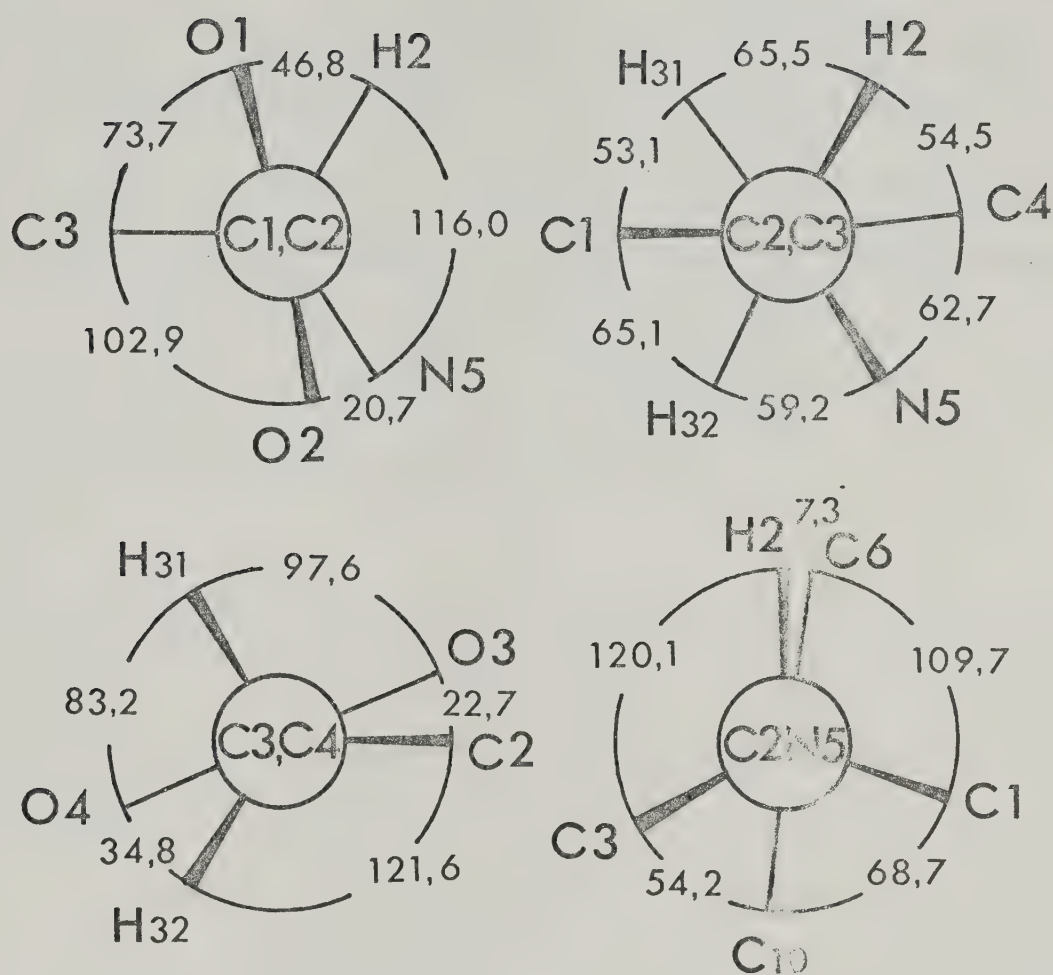 O1
46,8
H2
73,7
C3
C1,C2
116,0
102,9
N5
20,7
O2
65,5
H2
H31
53,1
54,5
C1
C2,C3
C4
65,1
62,7
H32
59,2
N5
H31
97,6
O3
83,2
22,7
C3,C4
C2
O4
34,8
121,6
H32
7,3
H2
C6
120,1
109,7
C2N5
C1
C3
54,2
68,7
C10